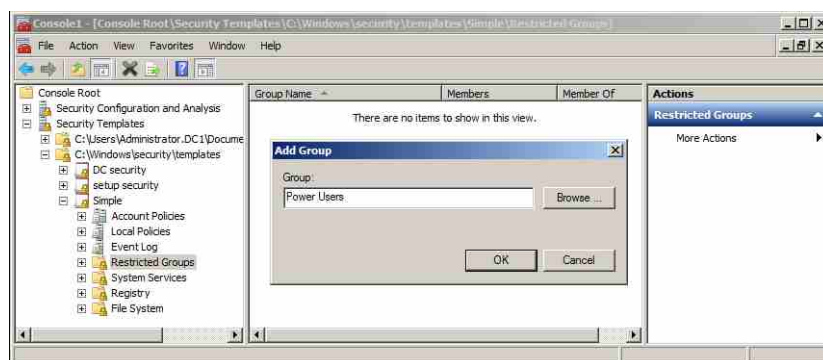 Console1 - [Console Root\Security Templates\C:\Windows\security\templates\Simple\Restricted Groups]
File Action View Favorites Window Help
Console Root
Security Configuration and Analysis
Security Templates
C:\Users\Administrator.DC1\Docume
C:\Windows\security\templates
DC security
setup security
Simple
Account Policies
Local Policies
Event Log
Restricted Groups
System Services
Registry
File System
Group Name Members Member Of
There are no items to show in this view.
Add Group
Group:
Power Users
Browse ...
OK Cancel
Actions
Restricted Groups
More Actions